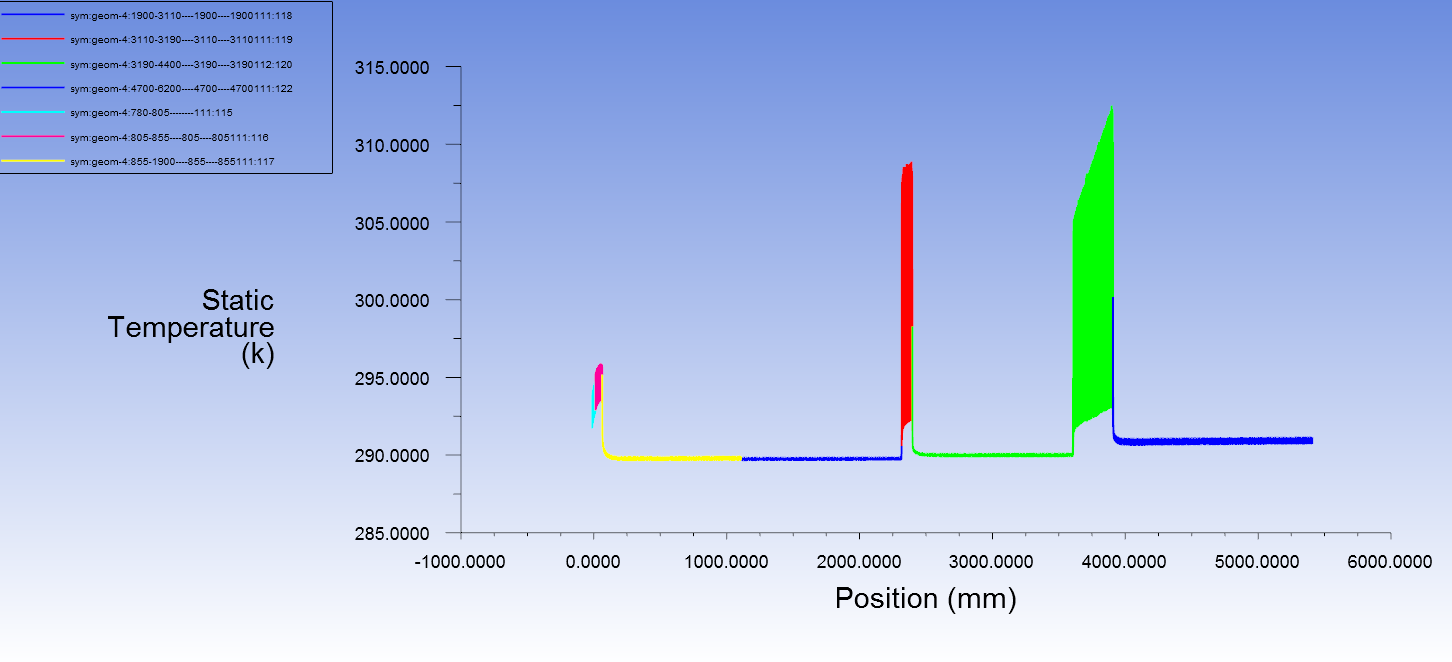 sym:geom-4:1900-3110----1900----1900111:118
sym:geom-4:3110-3190----3110----3110111:119
sym:geom-4:3190-4400----3190----3190112:120
sym:geom-4:4700-6200----4700----4700111:122
sym:geom-4:780-805--------111:115
sym:geom-4:805-855----805----805111:116
sym:geom-4:855-1900----855----855111:117
315.0000
310.0000
305.0000
300.0000
295.0000
290.0000
285.0000
Static
Temperature
(k)
-1000.0000 0.0000 1000.0000 2000.0000 3000.0000 4000.0000 5000.0000 6000.0000
Position (mm)